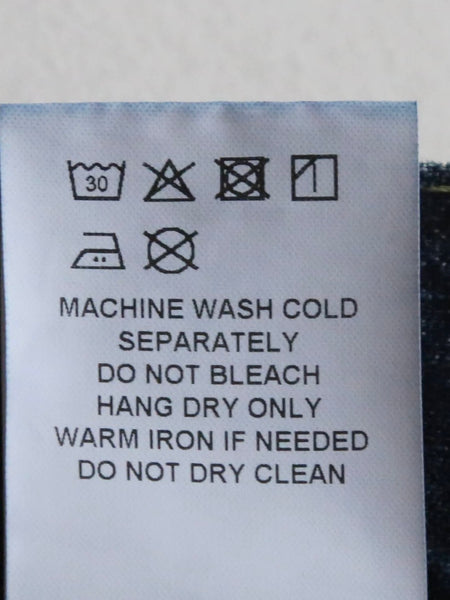 30
MACHINE WASH COLD
SEPARATELY
DO NOT BLEACH
HANG DRY ONLY
WARM IRON IF NEEDED
DO NOT DRY CLEAN